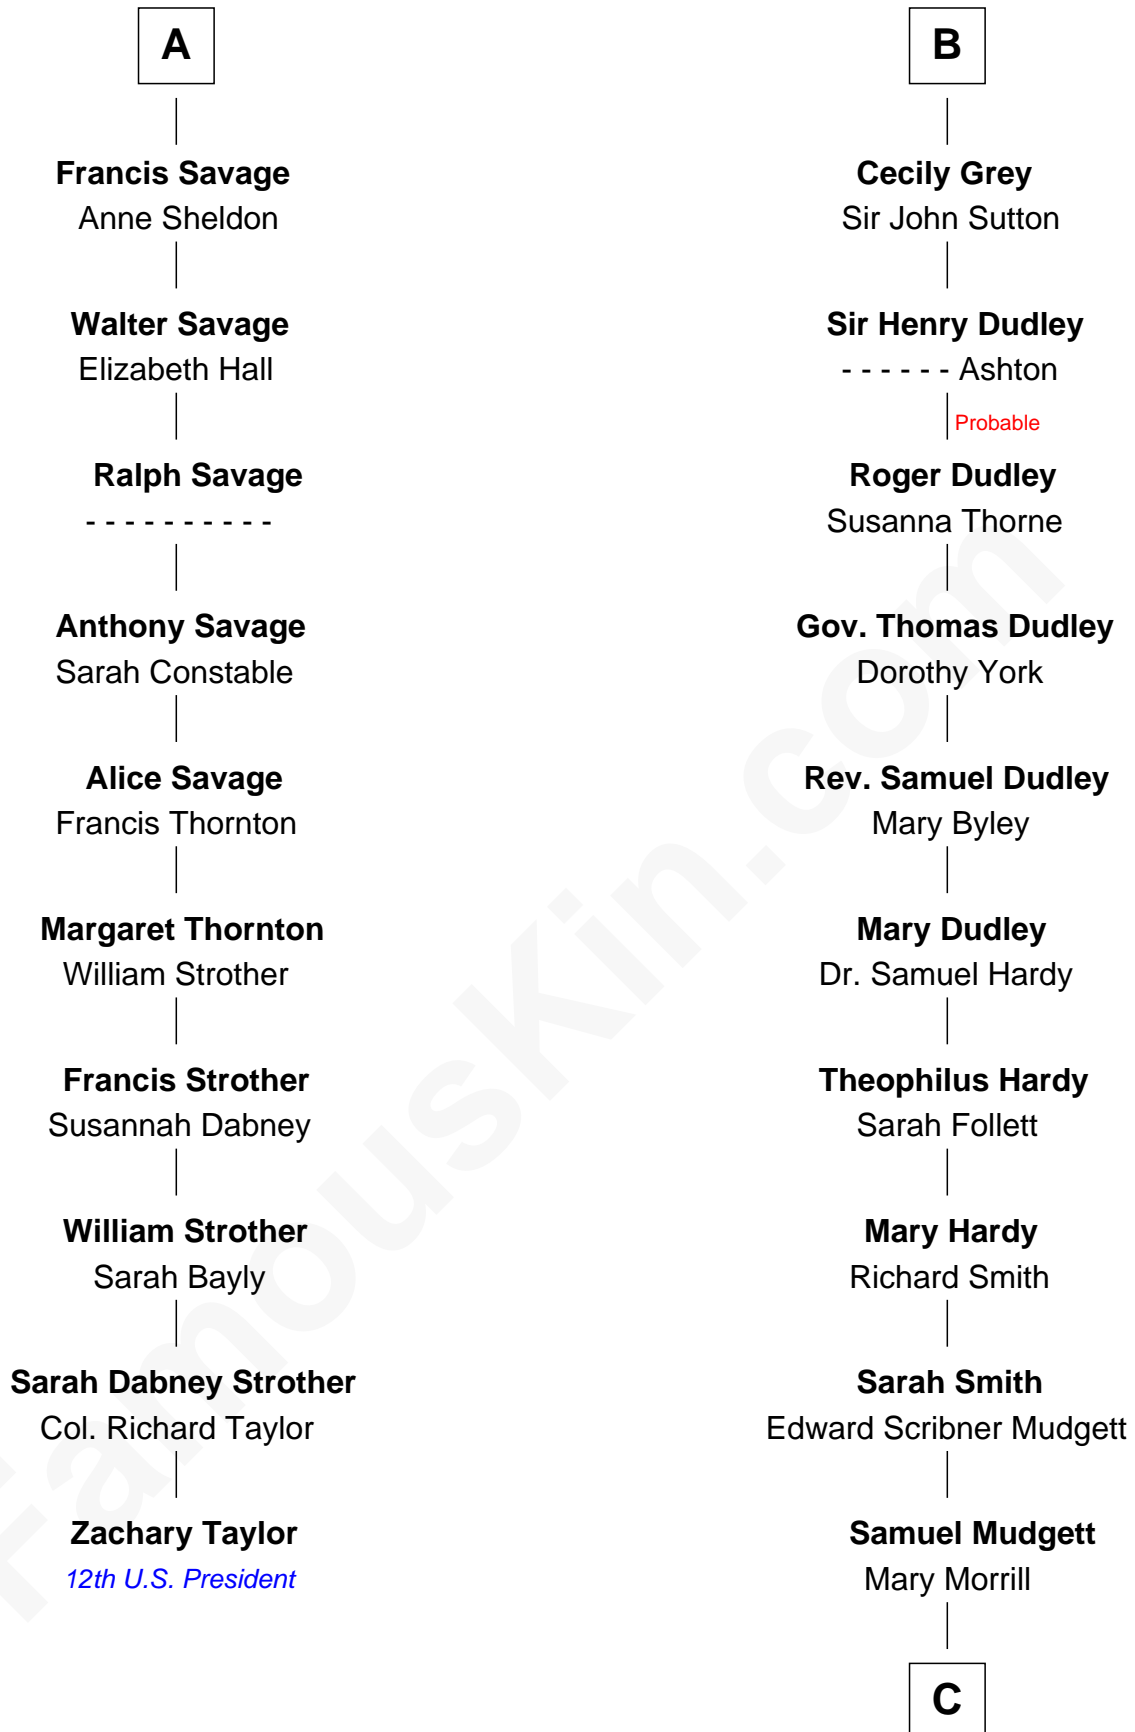 A
Francis Savage
Anne Sheldon
Walter Savage
Elizabeth Hall
Ralph Savage
- - - - - - - - - -
Anthony Savage
Sarah Constable
Alice Savage
Francis Thornton
Margaret Thornton
William Strother
Francis Strother
Susannah Dabney
William Strother
Sarah Bayly
Sarah Dabney Strother
Col. Richard Taylor
Zachary Taylor
12th U.S. President
B
Cecily Grey
Sir John Sutton
Sir Henry Dudley
- - - - - - Ashton
Probable
Roger Dudley
Susanna Thorne
Gov. Thomas Dudley
Dorothy York
Rev. Samuel Dudley
Mary Byley
Mary Dudley
Dr. Samuel Hardy
Theophilus Hardy
Sarah Follett
Mary Hardy
Richard Smith
Sarah Smith
Edward Scribner Mudgett
Samuel Mudgett
Mary Morrill
C
FamousKin.com